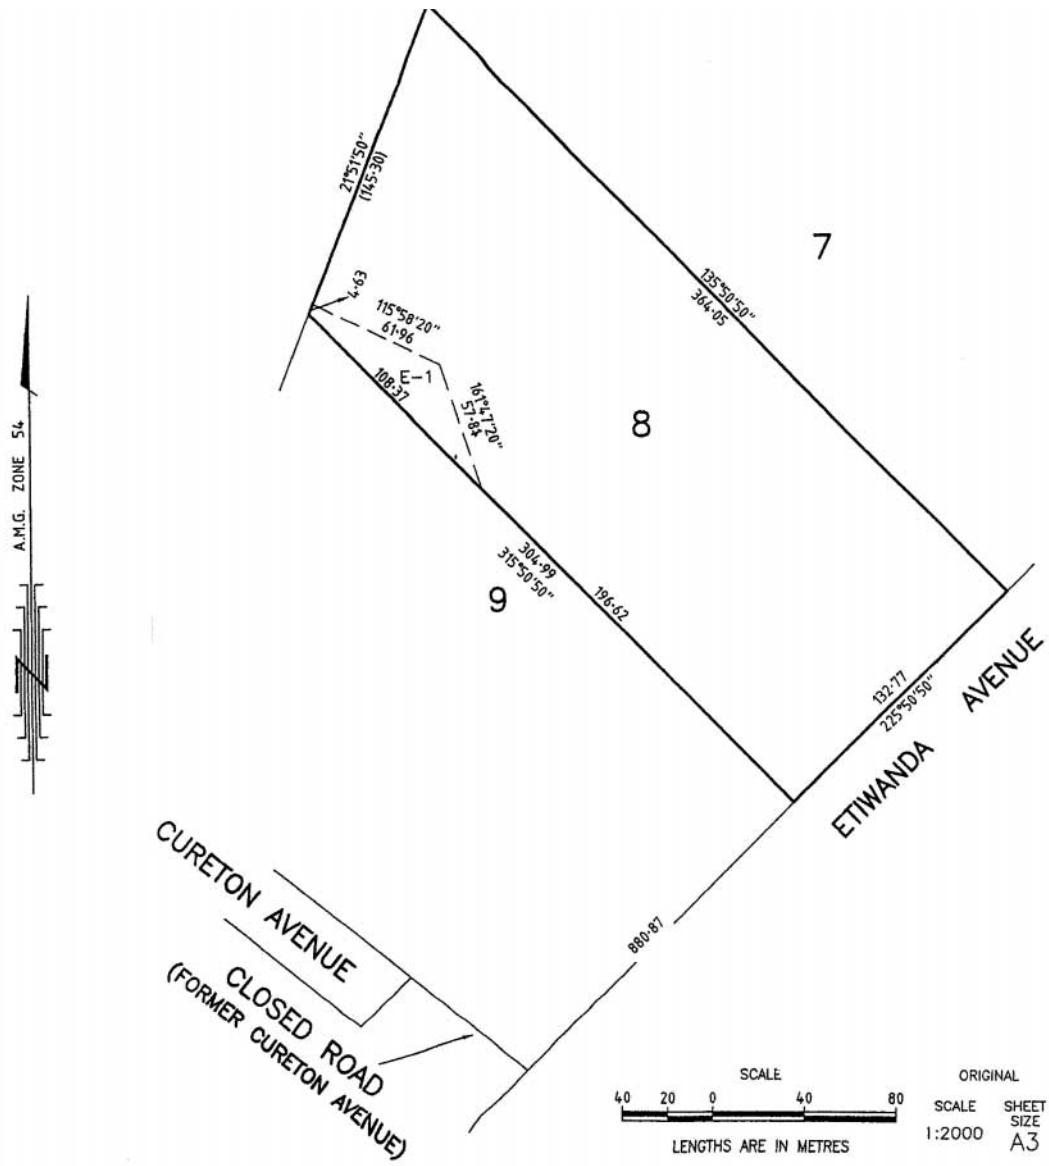 21°51'50"
(145·30)
7
135°50'50"
364·05
4·63
115°58'20"
61·96
E-1
108·37
161°47'20"
57·84
8
A.M.G. ZONE 54
304·99
315°50'50"
196·62
9
132·77
225°50'50"
ETIWANDA AVENUE
880·87
CURETON AVENUE
CLOSED ROAD
(FORMER CURETON AVENUE)
SCALE
40 20 0 40 80
LENGTHS ARE IN METRES
ORIGINAL
SCALE
1:2000
SHEET
SIZE
A3